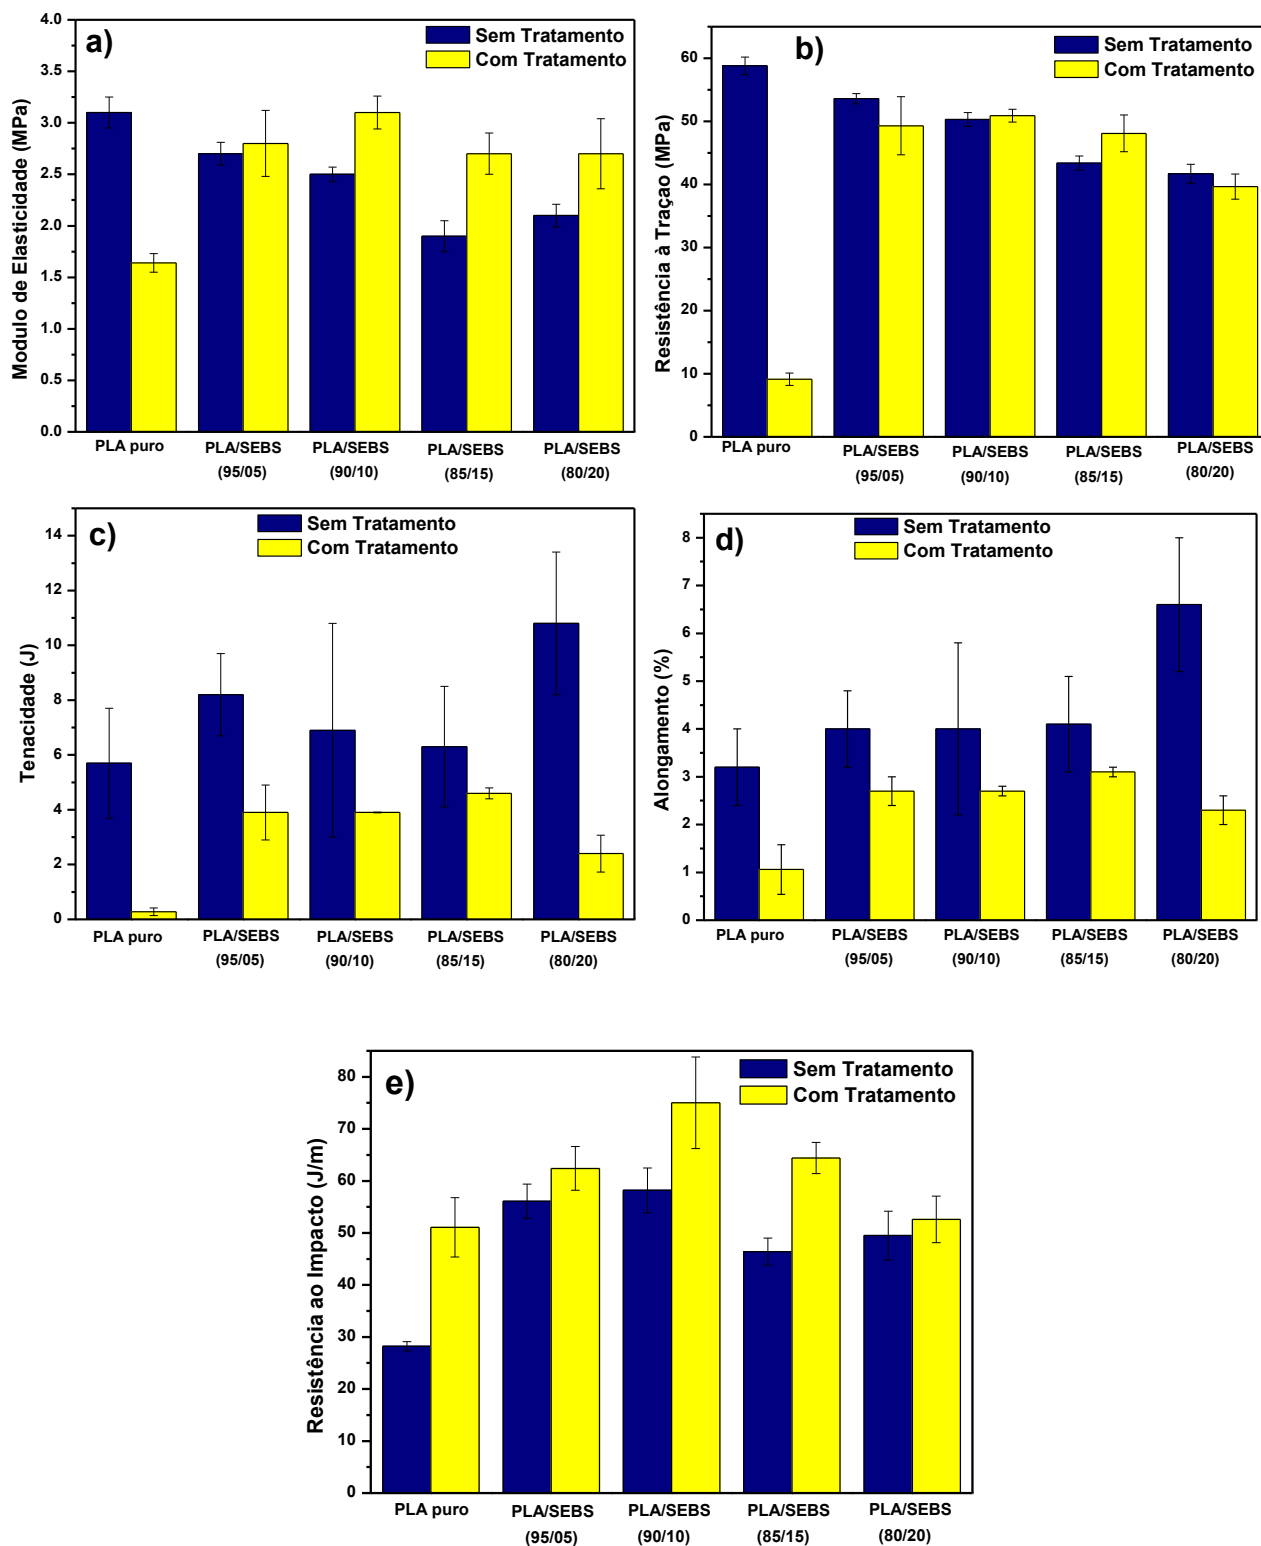 a)
Sem Tratamento
Com Tratamento
Modulo de Elasticidade (MPa)
4.0
3.5
3.0
2.5
2.0
1.5
1.0
0.5
0.0
PLA puro
PLA/SEBS
(95/05)
PLA/SEBS
(90/10)
PLA/SEBS
(85/15)
PLA/SEBS
(80/20)
b)
Sem Tratamento
Com Tratamento
Resistência à Traçao (MPa)
60
50
40
30
20
10
0
PLA puro
PLA/SEBS
(95/05)
PLA/SEBS
(90/10)
PLA/SEBS
(85/15)
PLA/SEBS
(80/20)
c)
Sem Tratamento
Com Tratamento
Tenacidade (J)
14
12
10
8
6
4
2
0
PLA puro
PLA/SEBS
(95/05)
PLA/SEBS
(90/10)
PLA/SEBS
(85/15)
PLA/SEBS
(80/20)
d)
Sem Tratamento
Com Tratamento
Alongamento (%)
8
7
6
5
4
3
2
1
0
PLA puro
PLA/SEBS
(95/05)
PLA/SEBS
(90/10)
PLA/SEBS
(85/15)
PLA/SEBS
(80/20)
e)
Sem Tratamento
Com Tratamento
Resistência ao Impacto (J/m)
80
70
60
50
40
30
20
10
0
PLA puro
PLA/SEBS
(95/05)
PLA/SEBS
(90/10)
PLA/SEBS
(85/15)
PLA/SEBS
(80/20)